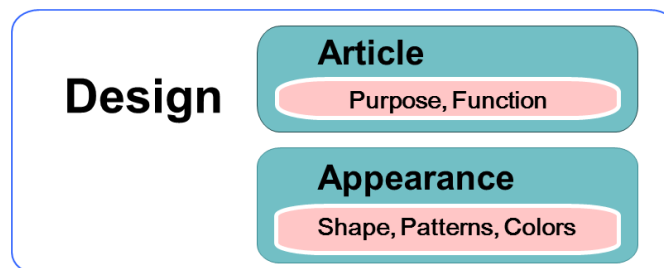 Design
Article
Purpose, Function
Appearance
Shape, Patterns, Colors